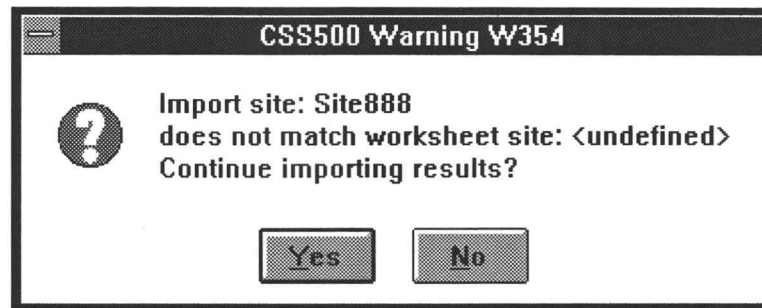 CSS500 Warning W354
Import site: Site888
does not match worksheet site: <undefined>
Continue importing results?
Yes No